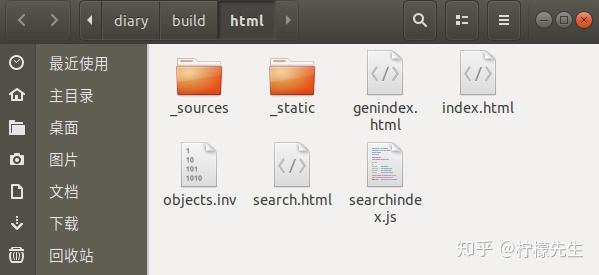 diary build html
最近使用
主目录
桌面
图片
文档
下载
回收站
_sources _static genindex. index.html
html
1
10
101
1010
objects.inv search.html searchinde
x.js
知乎 @柠檬先生